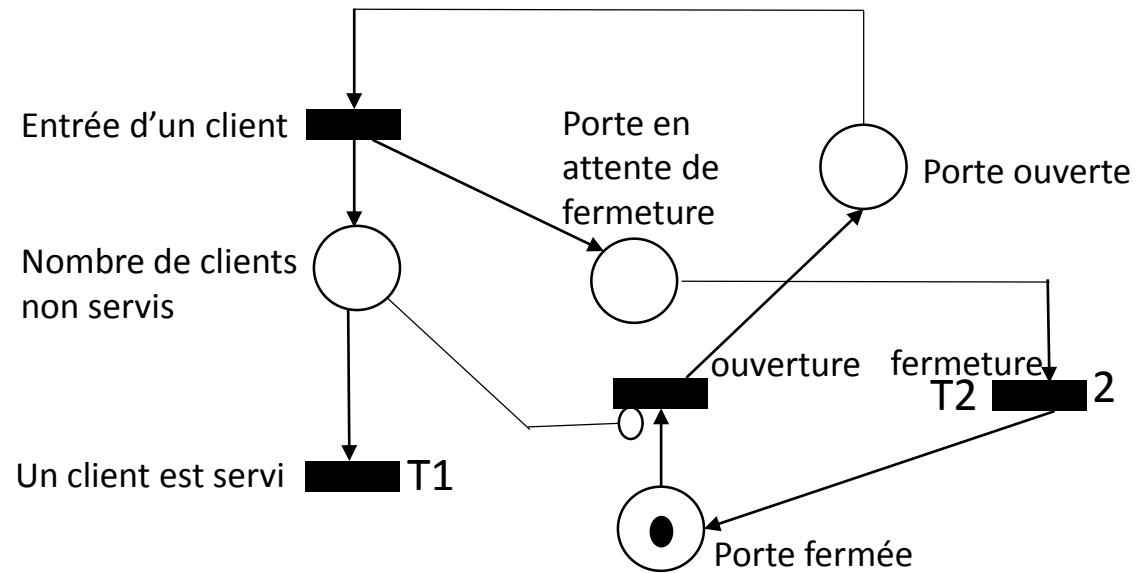 Entrée d’un client
Porte en
attente de
fermeture
Porte ouverte
Nombre de clients
non servis
ouverture
fermeture
T2
2
Un client est servi
T1
Porte fermée